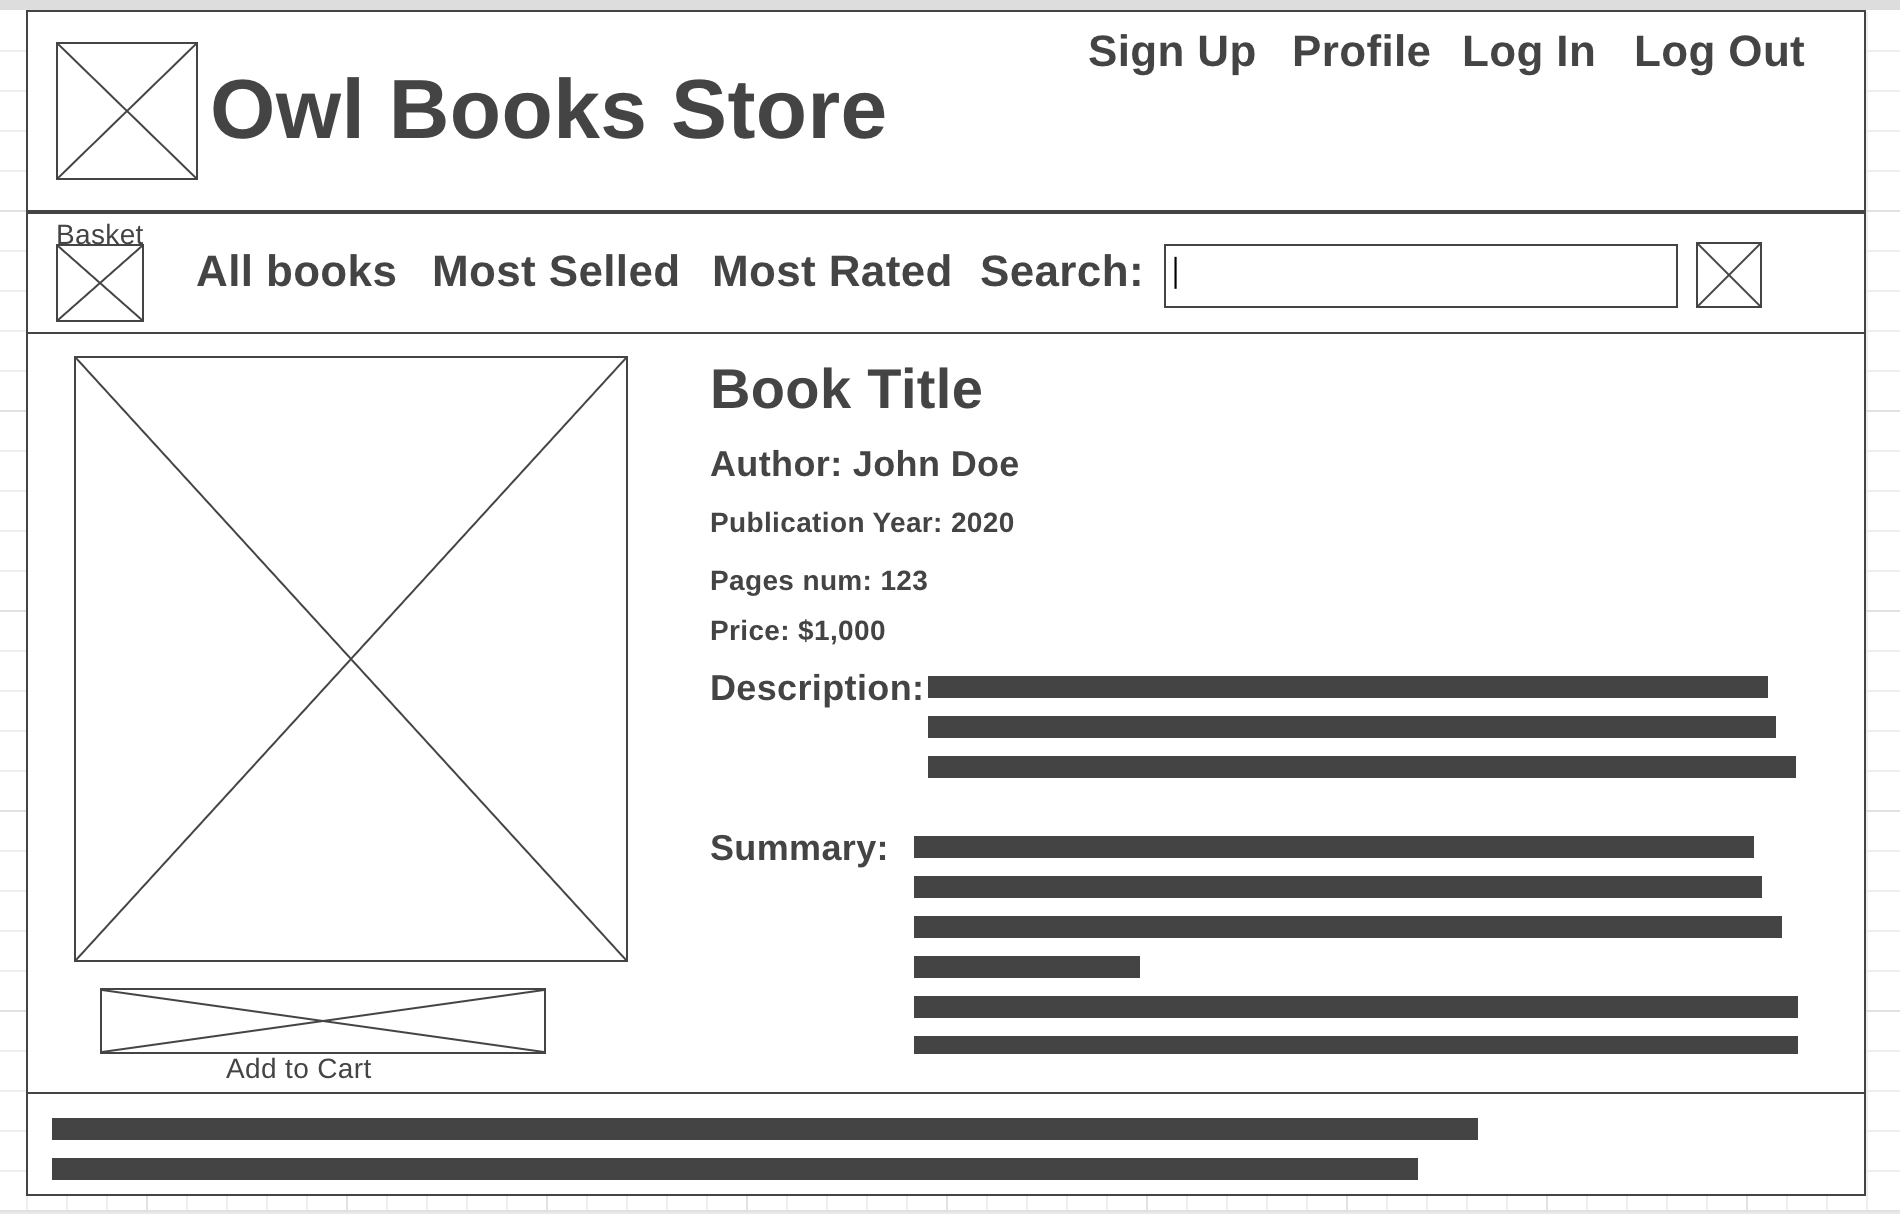 Sign Up Profile Log In Log Out
Owl Books Store
Basket
All books Most Selled Most Rated Search:
Book Title
Author: John Doe
Publication Year: 2020
Pages num: 123
Price: $1,000
Description:
Summary:
Add to Cart